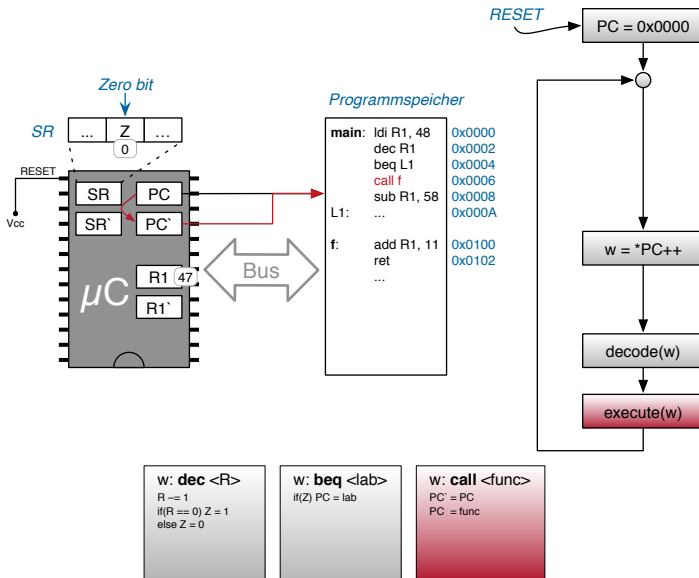 RESET
PC = 0x0000
Zero bit
Programmspeicher
SR
... Z ...
0
main: ldi R1, 48 0x0000
dec R1 0x0002
beq L1 0x0004
call f 0x0006
sub R1, 58 0x0008
L1: ... 0x000A
f: add R1, 11 0x0100
ret 0x0102
...
RESET
Vcc
SR
PC
SR`
PC`
R1 47
R1`
µC
Bus
w = *PC++
decode(w)
execute(w)
w: dec <R>
R –= 1
if(R == 0) Z = 1
else Z = 0
w: beq <lab>
if(Z) PC = lab
w: call <func>
PC` = PC
PC = func